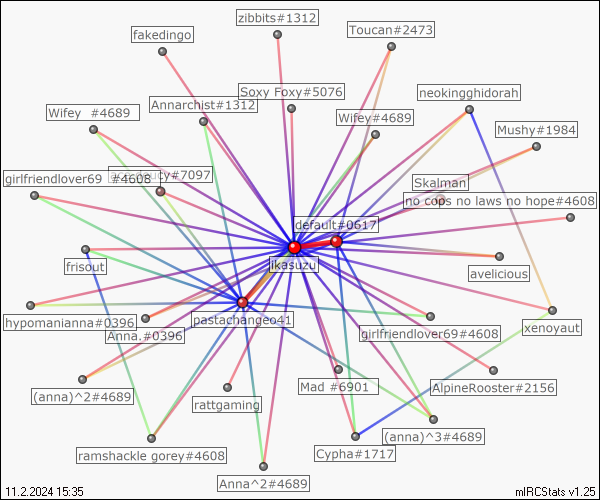 zibbits#1312
Toucan#2473
fakedingo
Soxy Foxy#5076
neokingghidorah
Annarchist#1312
Wifey #4689
Wifey#4689
Mushy#1984
girlfriendlover69 #4608
#7097
Skalman
no cops no laws no hope#4608
default#0617
frisout
ikasuzu
avelicious
hypomanianna#0396
pastachangeo41
Anna.#0396
girlfriendlover69#4608
xenoyaut
(anna)^2#4689
rattgaming
Mad #6901
AlpineRooster#2156
ramshackle gorey#4608
Cypha#1717
(anna)^3#4689
Anna^2#4689
11.2.2024 15:35
mIRCStats v1.25